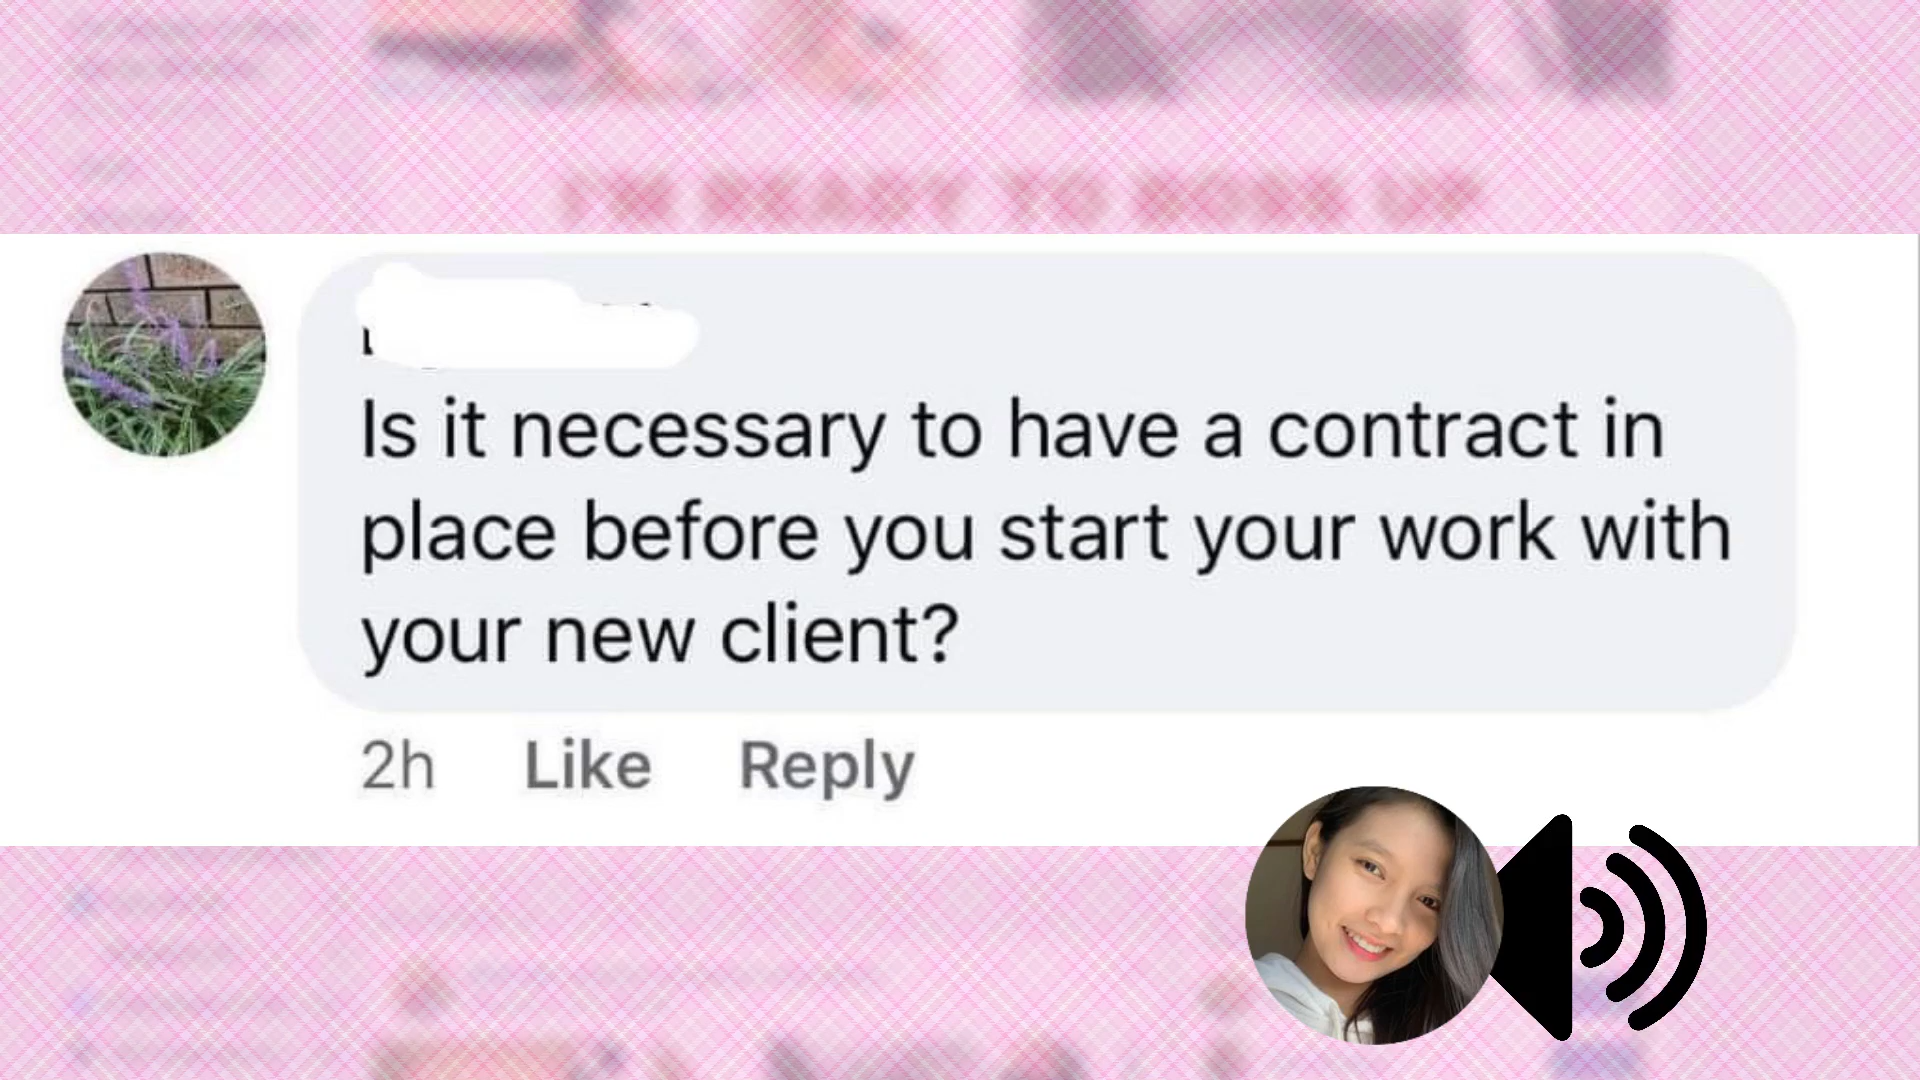 Is it necessary to have a contract in
place before you start your work with
your new client?
2h Like Reply